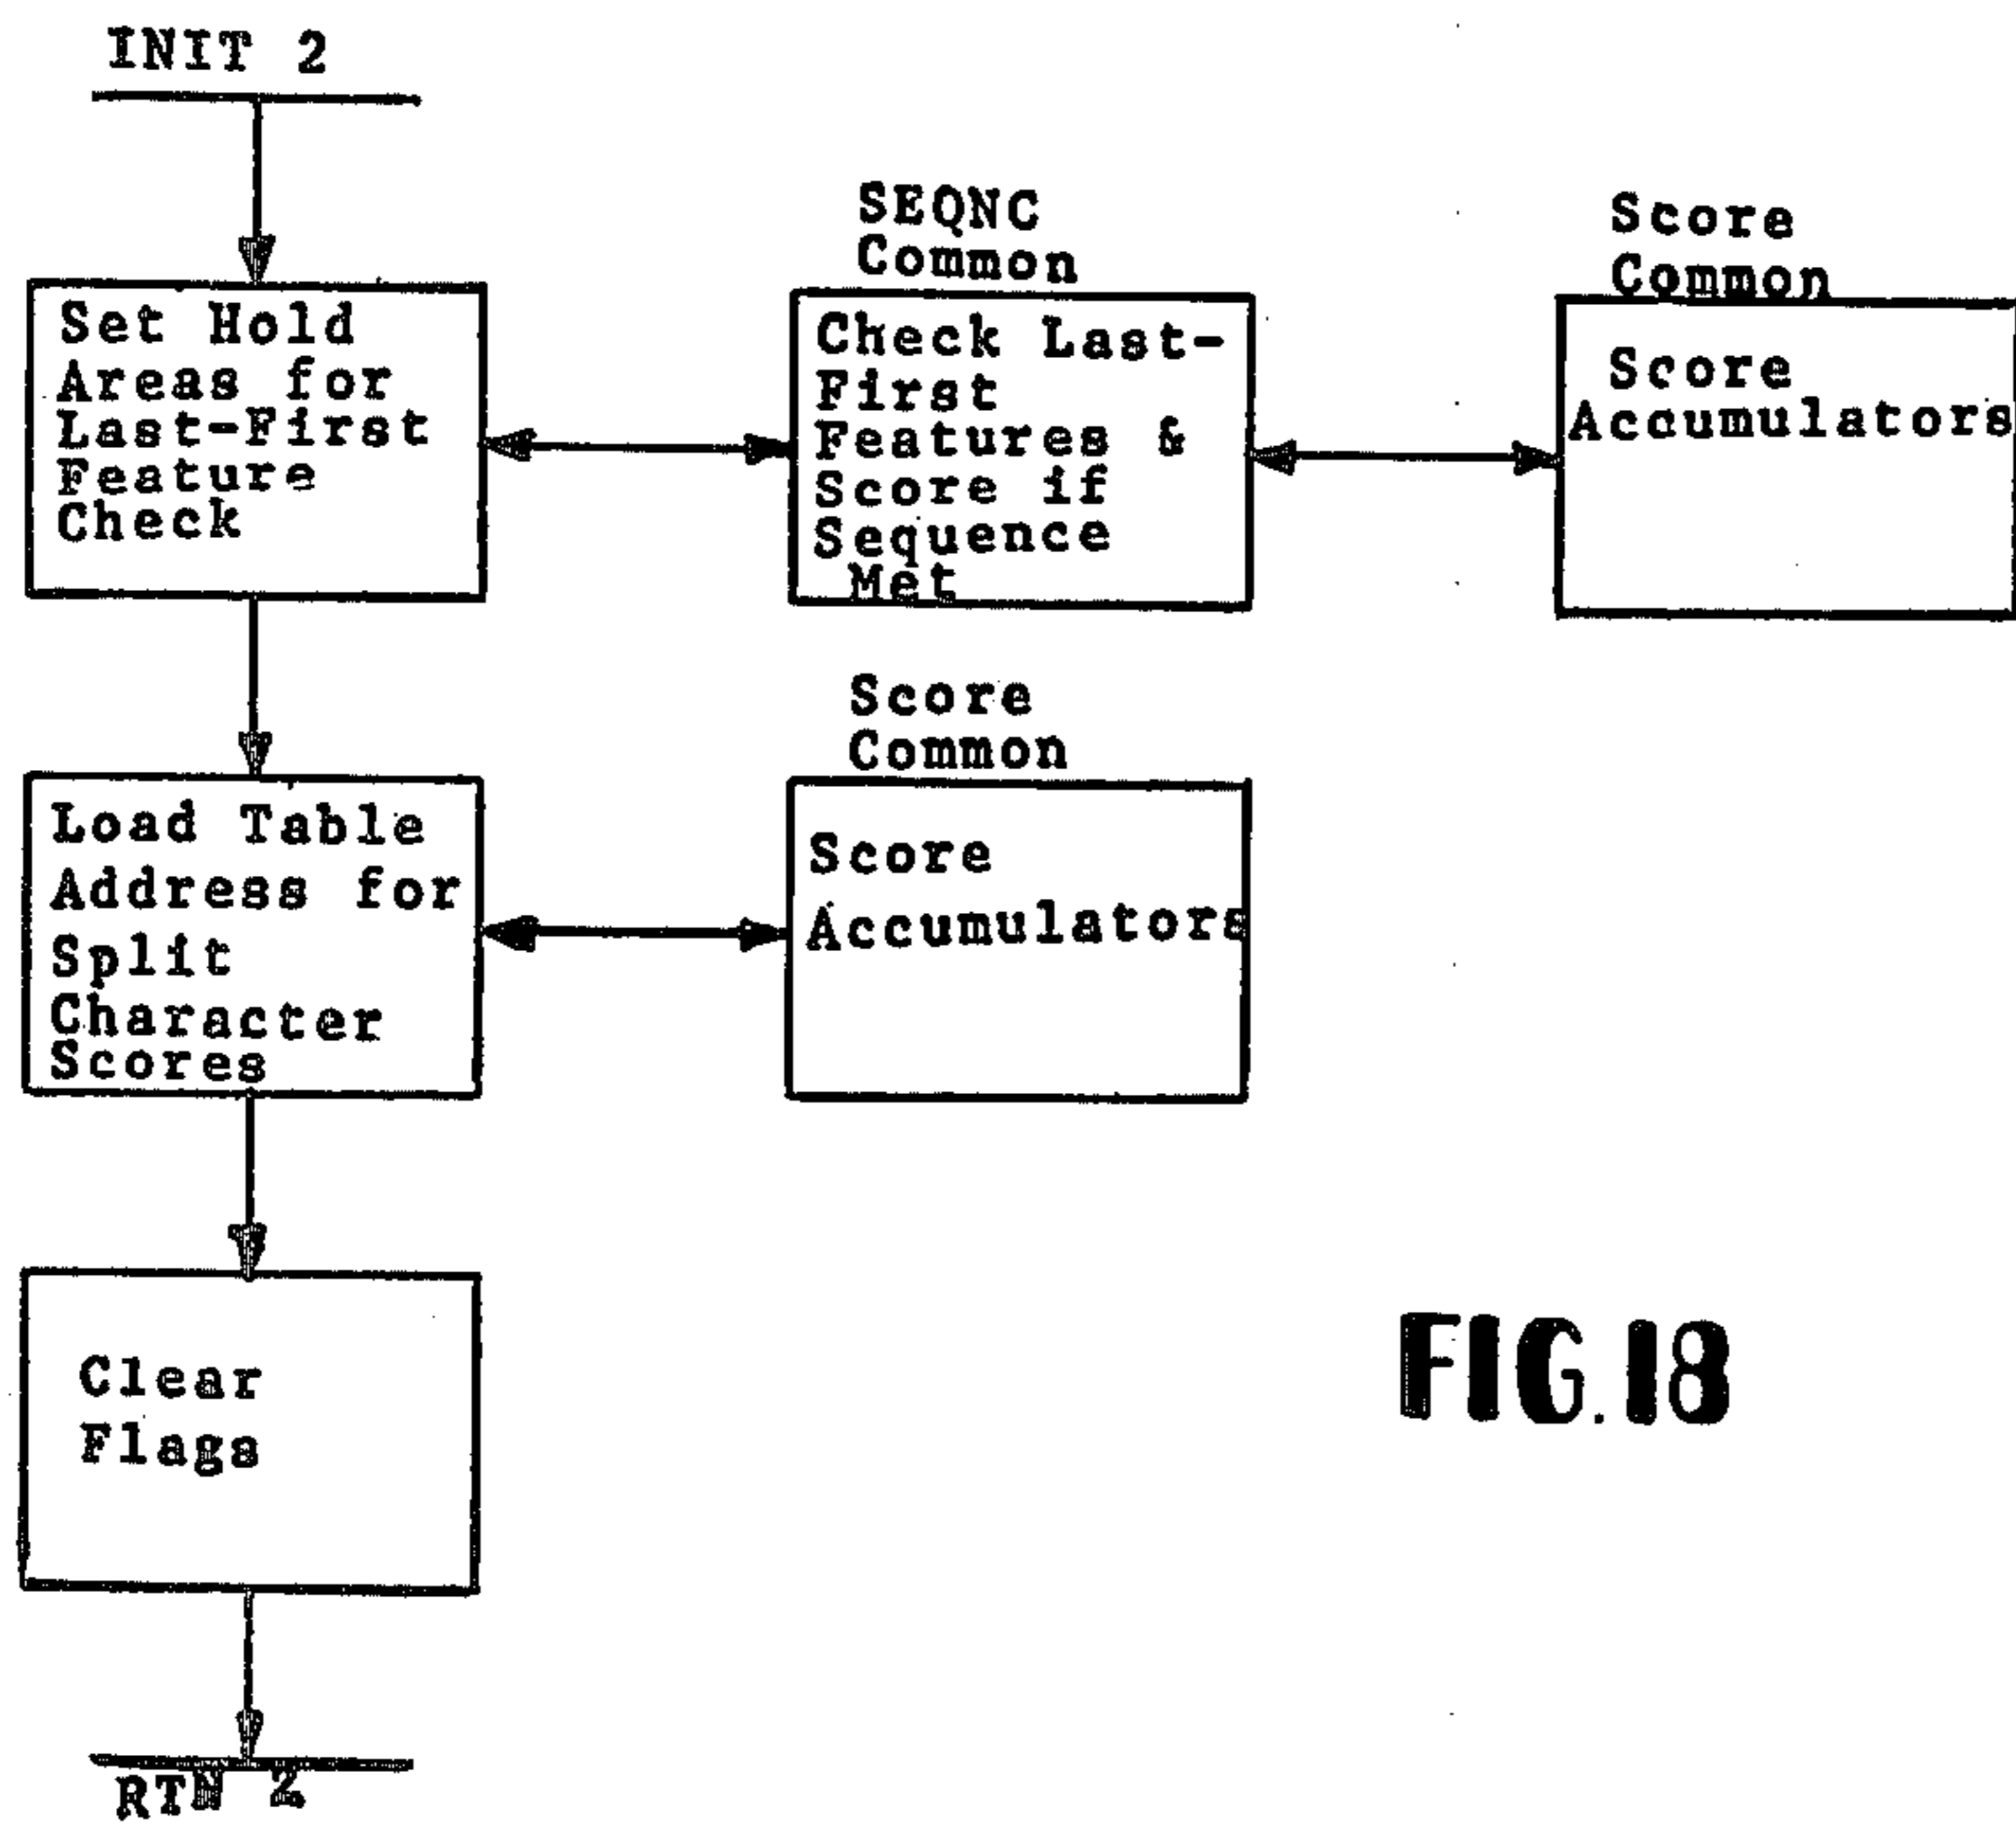 INIT 2
Set Hold
Areas for
Last-First
Feature
Check
SEQNC
Common
Check Last-
First
Features &
Score if
Sequence
Met
Score
Common
Score
Accumulators
Load Table
Address for
Split
Character
Scores
Score
Common
Score
Accumulators
Clear
Flags
RTN 2
FIG.18